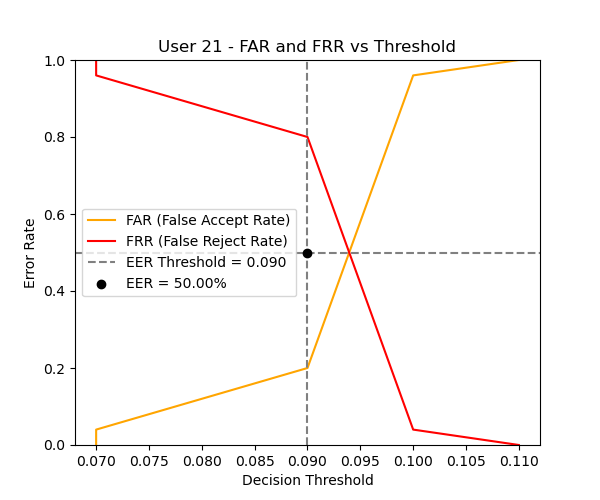 User 21 - FAR and FRR vs Threshold
1.0
0.8
0.6
0.4
0.2
0.0
Error Rate
FAR (False Accept Rate)
FRR (False Reject Rate)
EER Threshold = 0.090
EER = 50.00%
0.070 0.075 0.080 0.085 0.090 0.095 0.100 0.105 0.110
Decision Threshold